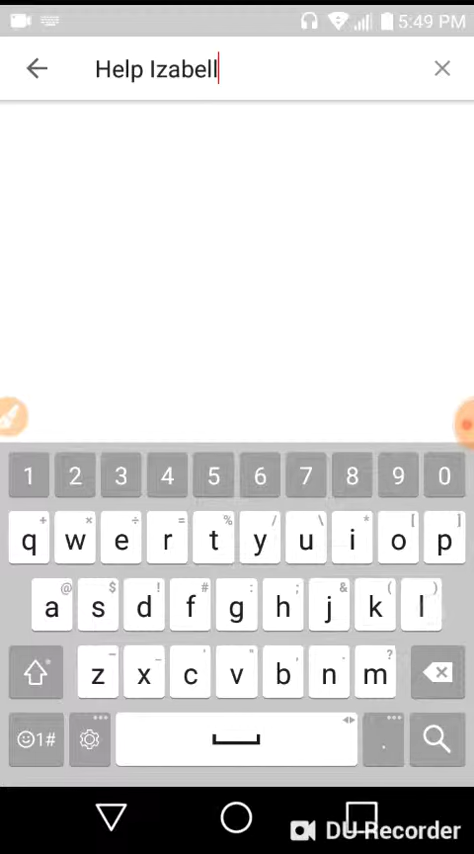 5:49 PM
Help Izabell
1 2 3 4 5 6 7 8 9 0
+ × ÷ = % / \ * [ ]
q w e r t y u i o p
@ $ ! # : ; & ( )
a s d f g h j k l
z x c v b n m
1# .
DU Recorder